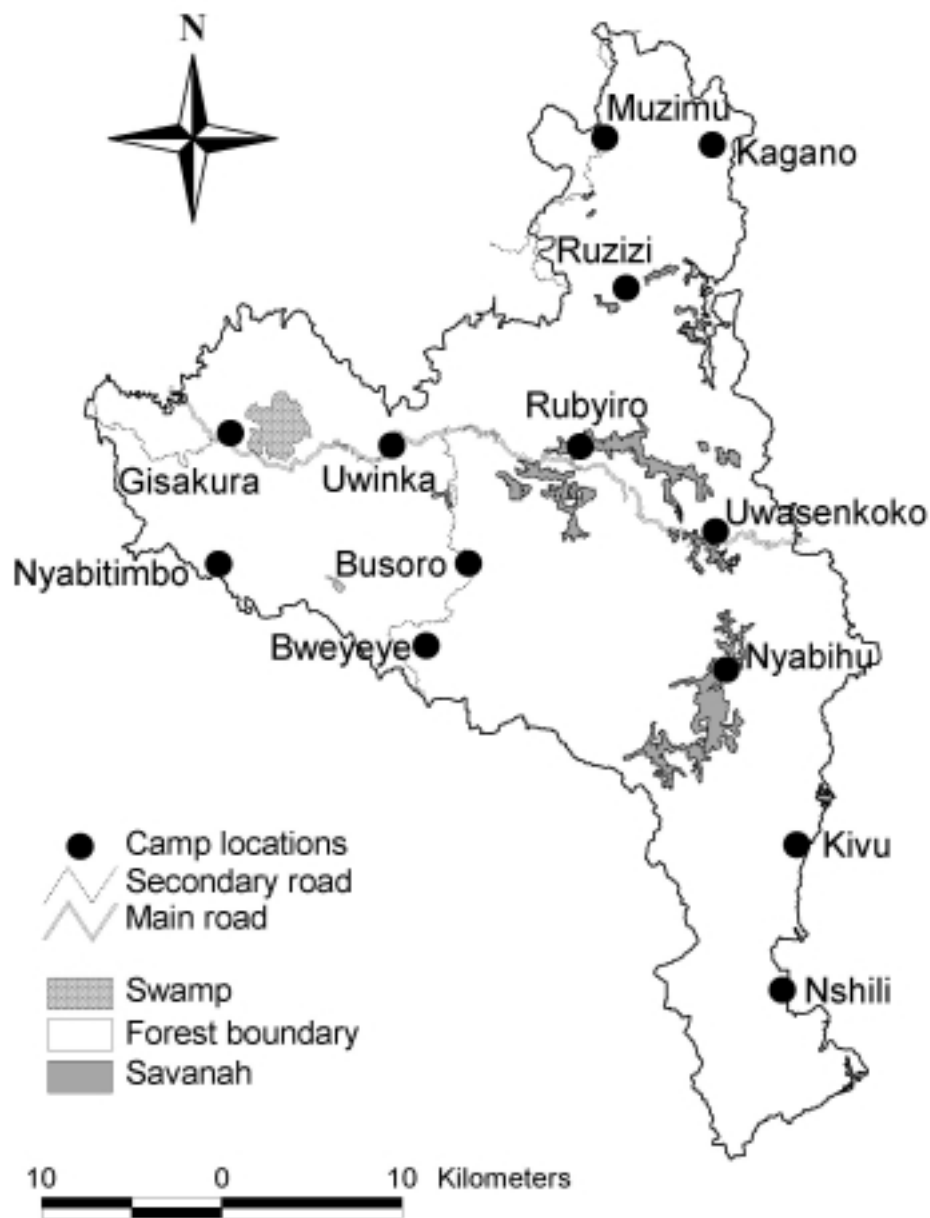 N
Muzimu
Kagano
Ruzizi
Rubyiro
Gisakura
Uwinka
Uwasenkoko
Nyabitimbo
Busoro
Bweyeye
Nyabihu
Camp locations
Kivu
Secondary road
Main road
Swamp
Nshili
Forest boundary
Savanah
10 0 10 Kilometers